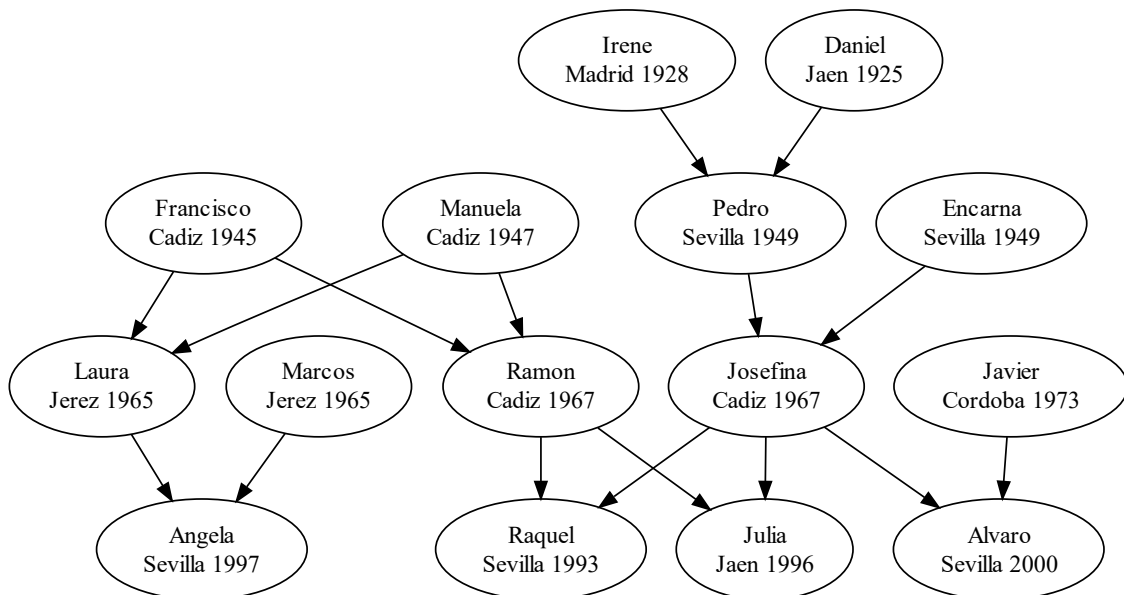 Irene
Madrid 1928
Daniel
Jaen 1925
Francisco
Cadiz 1945
Manuela
Cadiz 1947
Pedro
Sevilla 1949
Encarna
Sevilla 1949
Laura
Jerez 1965
Marcos
Jerez 1965
Ramon
Cadiz 1967
Josefina
Cadiz 1967
Javier
Cordoba 1973
Angela
Sevilla 1997
Raquel
Sevilla 1993
Julia
Jaen 1996
Alvaro
Sevilla 2000